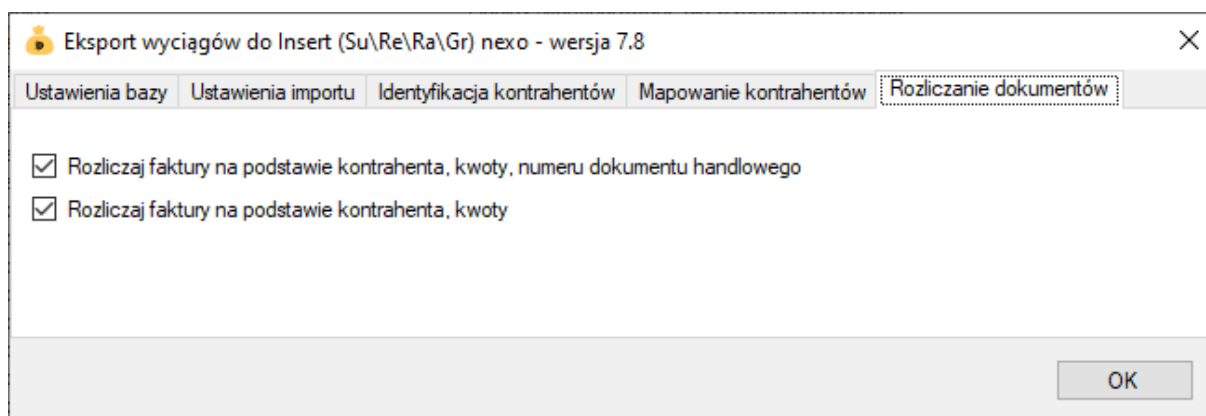 Eksport wyciągów do Insert (Su\Re\Ra\Gr) nexo - wersja 7.8
Ustawienia bazy Ustawienia importu Identyfikacja kontrahentów Mapowanie kontrahentów Rozliczanie dokumentów
Rozliczaj faktury na podstawie kontrahenta, kwoty, numeru dokumentu handlowego
Rozliczaj faktury na podstawie kontrahenta, kwoty
OK